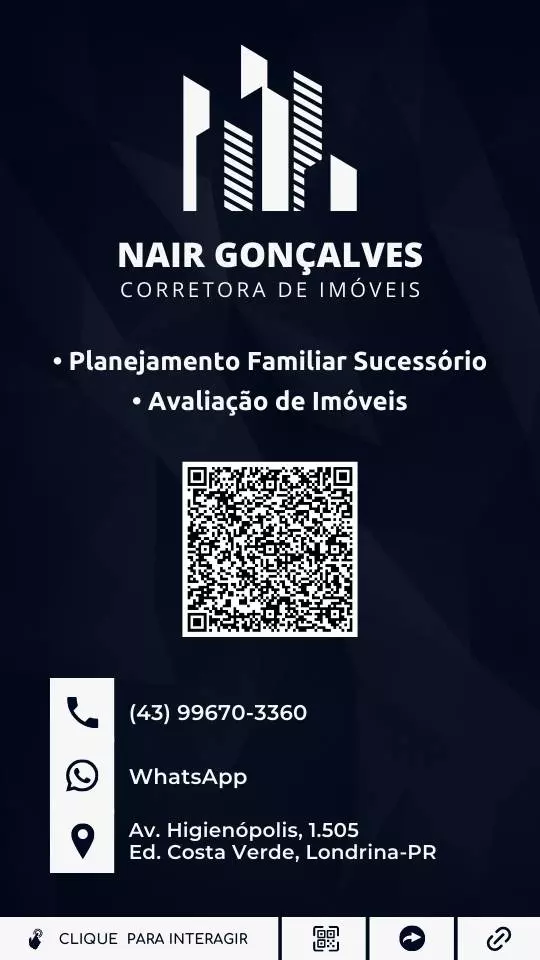 NAIR GONÇALVES
CORRETORA DE IMÓVEIS
• Planejamento Familiar Sucessório
• Avaliação de Imóveis
(43) 99670-3360
WhatsApp
Av. Higienópolis, 1.505
Ed. Costa Verde, Londrina-PR
CLIQUE PARA INTERAGIR